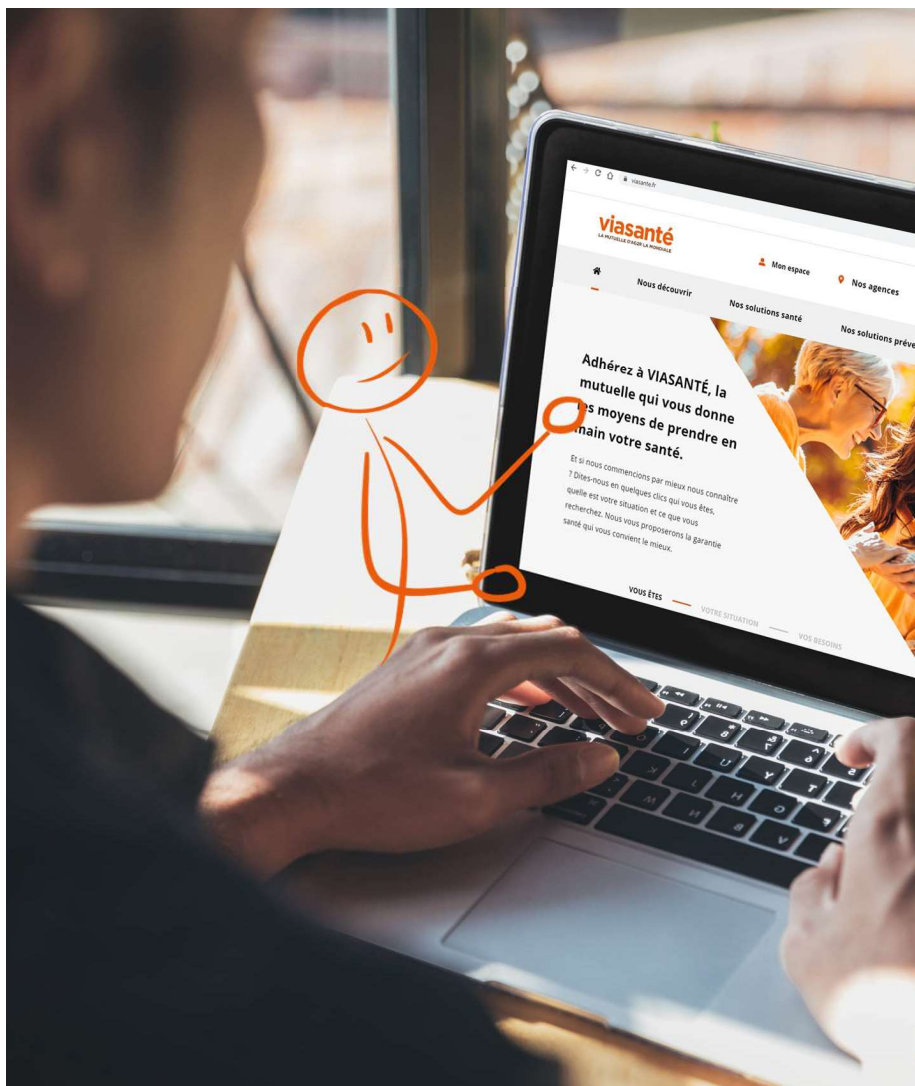 viasante.fr
viasanté
LA MUTUELLE D'AG2R LA MONDIALE
Mon espace
Nos agences
Nous découvrir
Nos solutions santé
Nos solutions préve
Adhérez à VIASANTÉ, la
mutuelle qui vous donne
les moyens de prendre en
main votre santé.
Et si nous commencions par mieux nous connaître
? Dites-nous en quelques clics qui vous êtes,
quelle est votre situation et ce que vous
recherchez. Nous vous proposerons la garantie
santé qui vous convient le mieux.
VOUS ÊTES
VOTRE SITUATION
VOS BESOINS